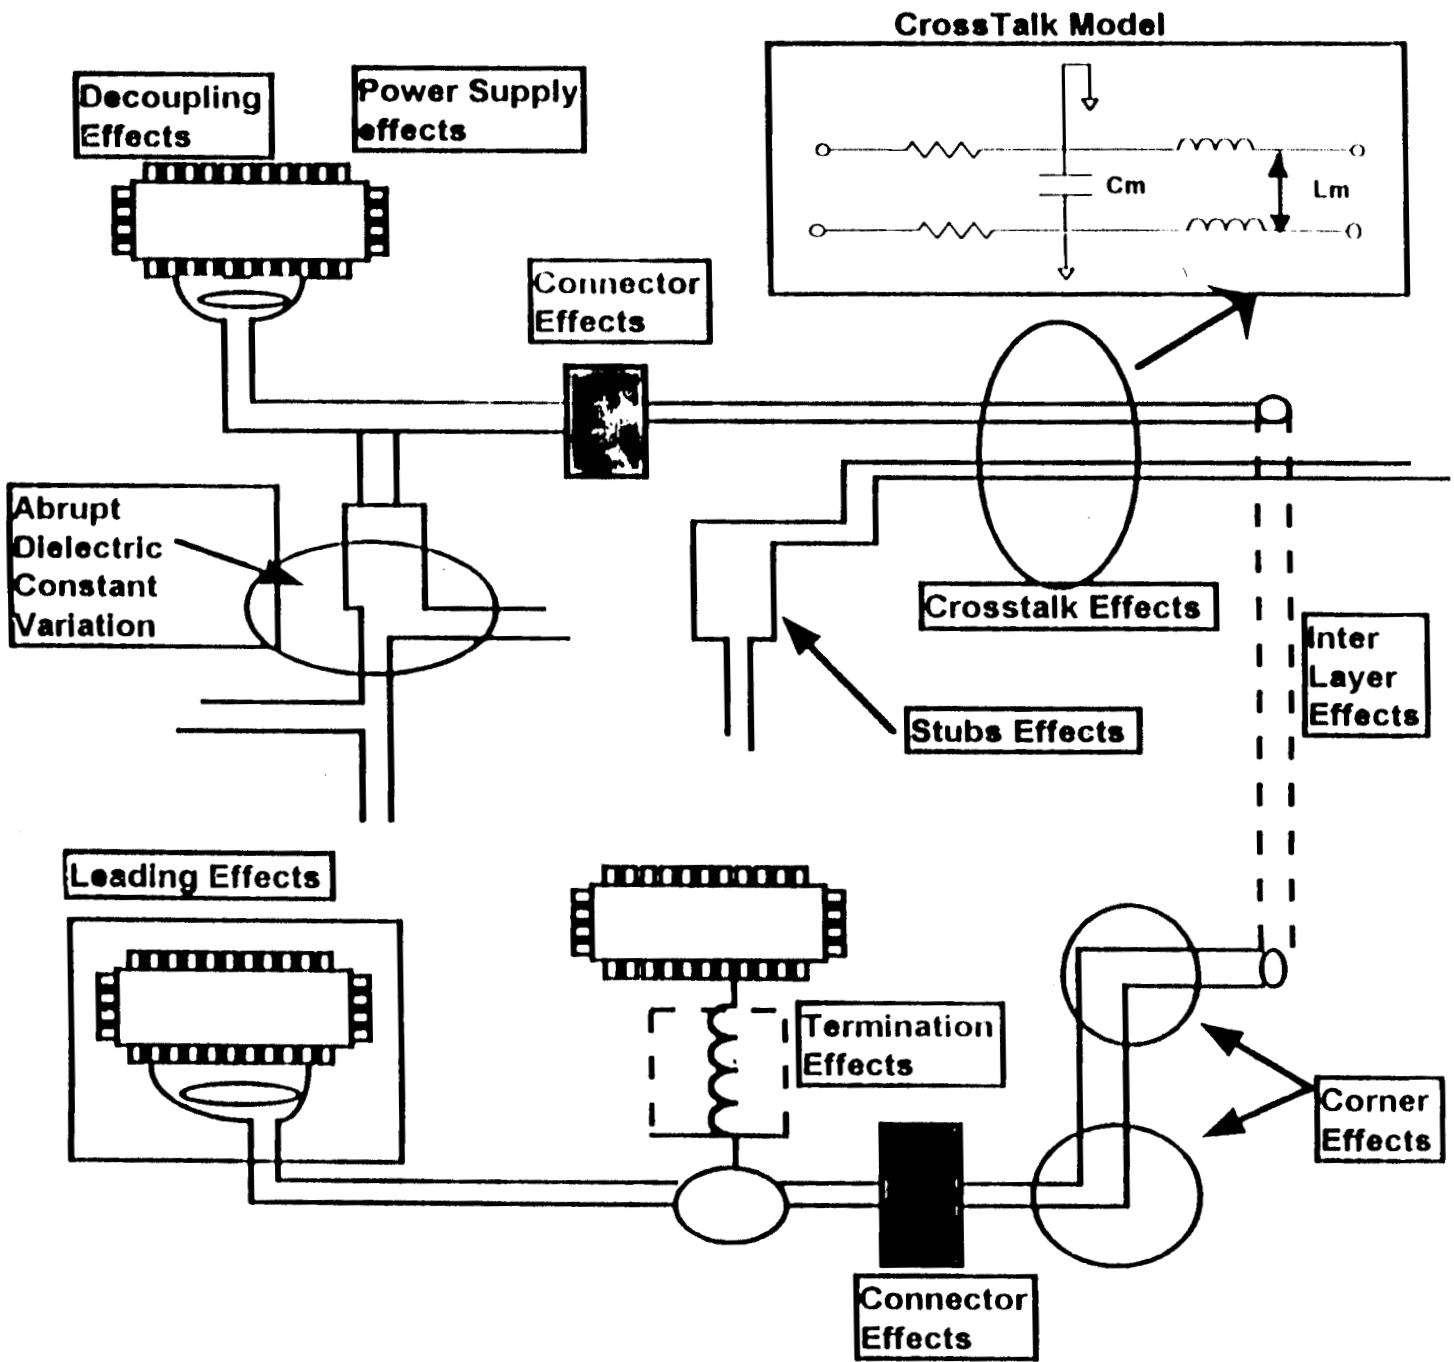 CrossTalk Model
Decoupling
Effects
Power Supply
effects
Cm
Lm
Connector
Effects
Abrupt
Dielectric
Constant
Variation
Crosstalk Effects
Inter
Layer
Effects
Stubs Effects
Loading Effects
Termination
Effects
Corner
Effects
Connector
Effects